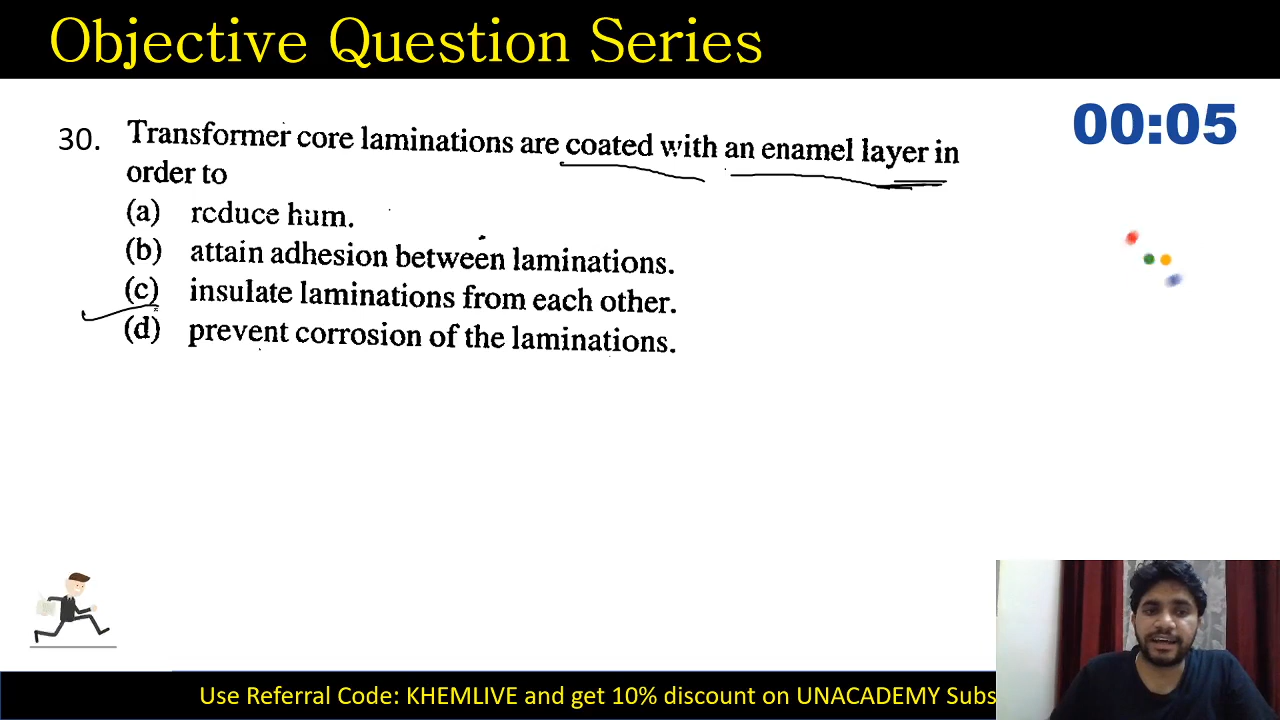 Objective Question Series
00:05
30. Transformer core laminations are coated with an enamel layer in
order to
(a) reduce hum.
(b) attain adhesion between laminations.
(c) insulate laminations from each other.
(d) prevent corrosion of the laminations.
Use Referral Code: KHEMLIVE and get 10% discount on UNACADEMY Subs